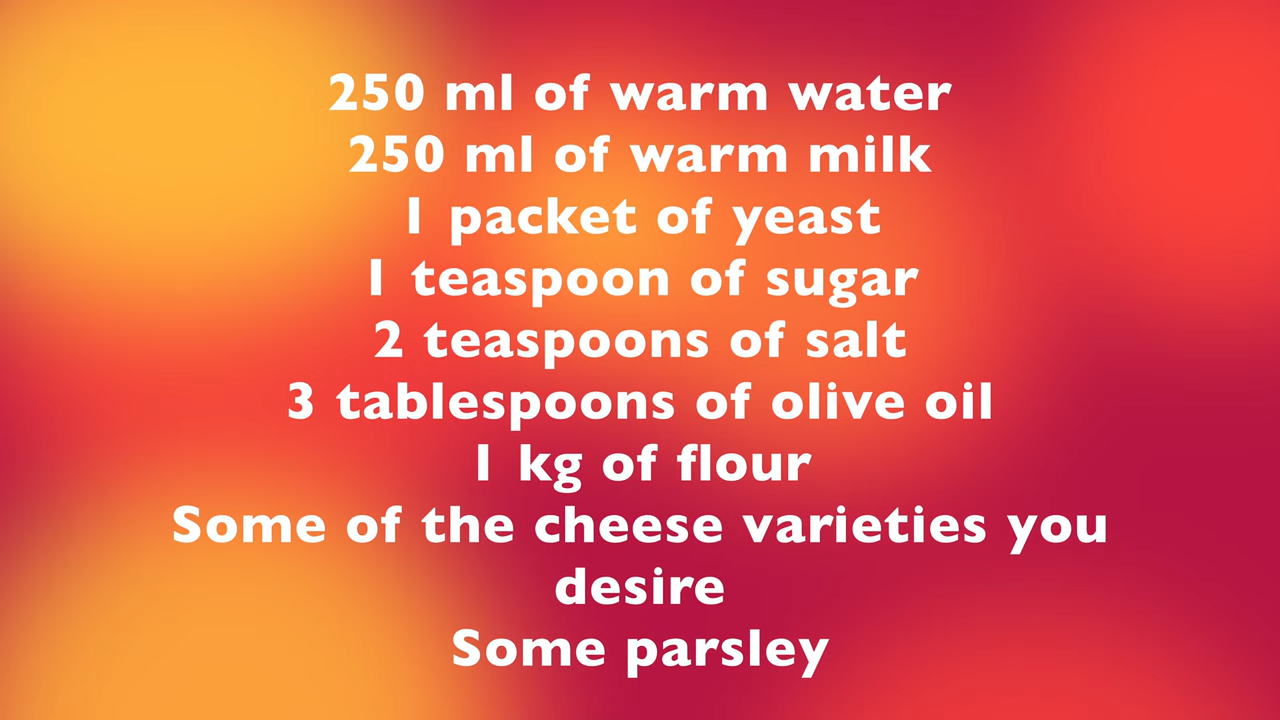 250 ml of warm water
250 ml of warm milk
1 packet of yeast
1 teaspoon of sugar
2 teaspoons of salt
3 tablespoons of olive oil
1 kg of flour
Some of the cheese varieties you
desire
Some parsley